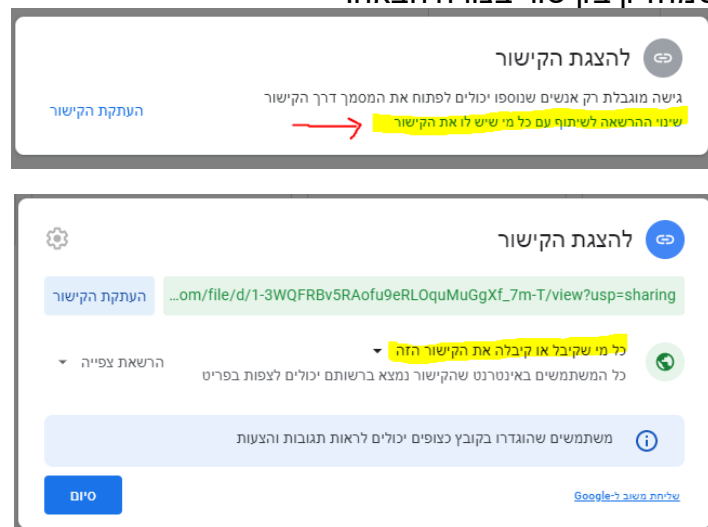 להצגת הקישור
גישה מוגבלת רק אנשים שנוספו יכולים לפתוח את המסמך דרך הקישור
שינוי ההרשאה לשיתוף עם כל מי שיש לו את הקישור
העתקת הקישור
להצגת הקישור
...om/file/d/1-3WQFRBv5RAofu9eRLOquMuGgXf_7m-T/view?usp=sharing
העתקת הקישור
כל מי שקיבל או קיבלה את הקישור הזה
כל המשתמשים באינטרנט שהקישור נמצא ברשותם יכולים לצפות בפריט
הרשאת צפייה
משתמשים שהוגדרו בקובץ כצופים יכולים לראות תגובות והצעות
שליחת משוב ל-Google
סיום